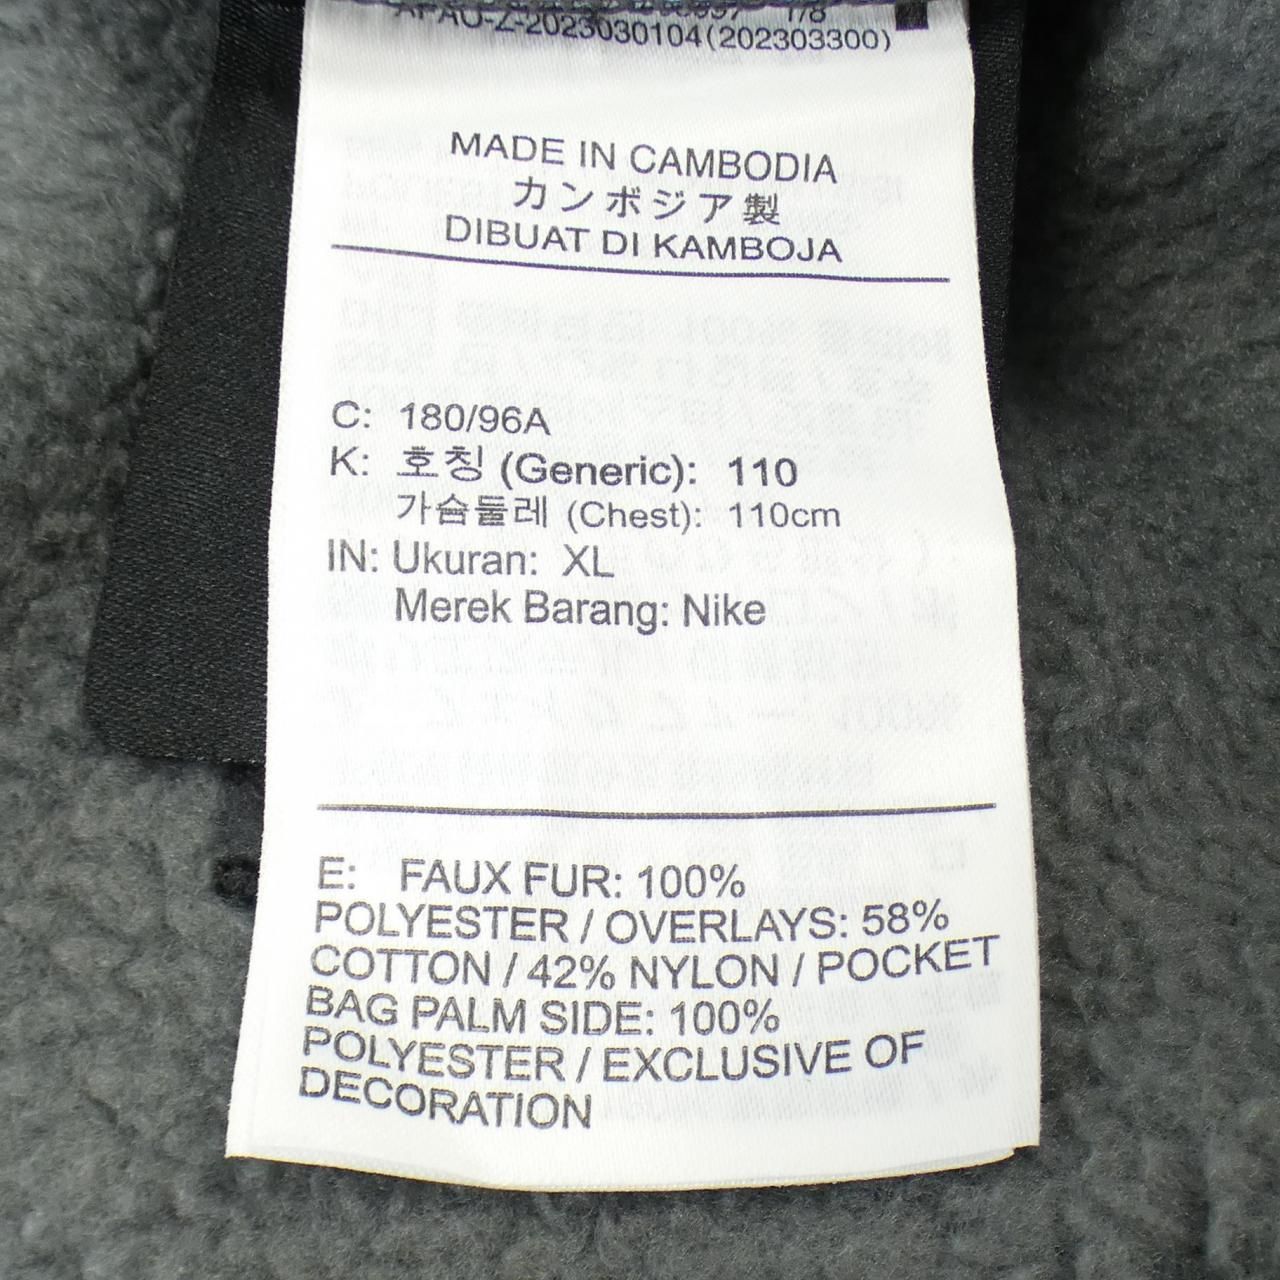 APAO-Z-2023030104(202303300)
MADE IN CAMBODIA
カンボジア製
DIBUAT DI KAMBOJA
C: 180/96A
K: 호칭 (Generic): 110
가슴둘레 (Chest): 110cm
IN: Ukuran: XL
Merek Barang: Nike
E: FAUX FUR: 100%
POLYESTER / OVERLAYS: 58%
COTTON / 42% NYLON / POCKET
BAG PALM SIDE: 100%
POLYESTER / EXCLUSIVE OF
DECORATION